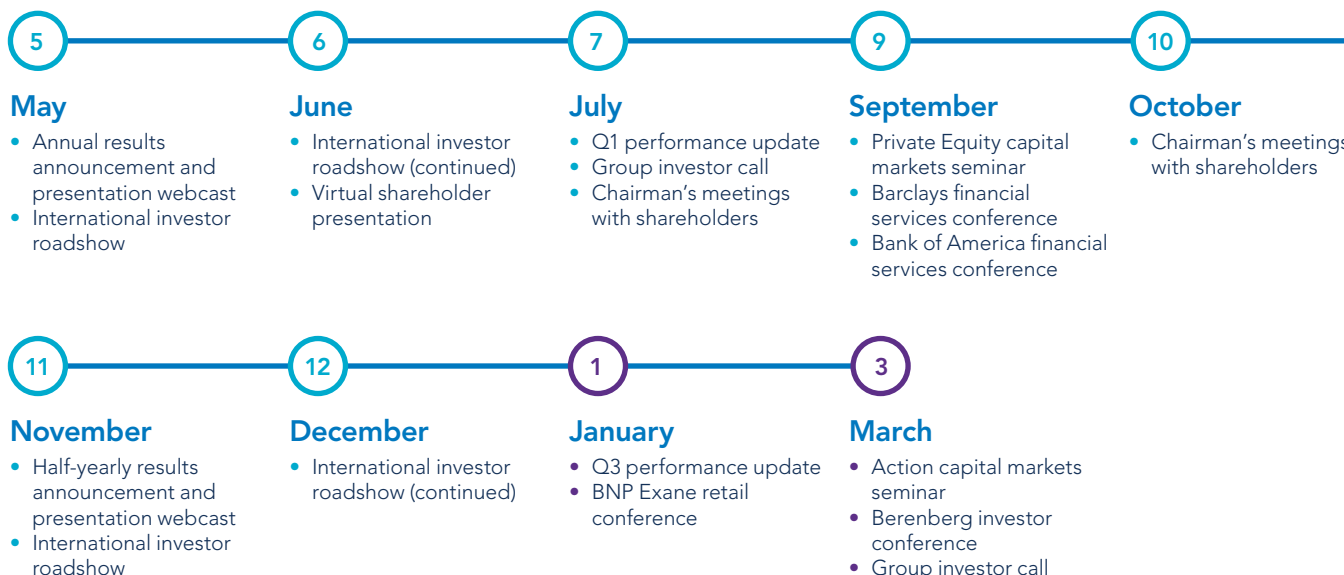 5
6
7
9
10
May
• Annual results
announcement and
presentation webcast
• International investor
roadshow
June
• International investor
roadshow (continued)
• Virtual shareholder
presentation
July
• Q1 performance update
• Group investor call
• Chairman’s meetings
with shareholders
September
• Private Equity capital
markets seminar
• Barclays financial
services conference
• Bank of America financial
services conference
October
• Chairman’s meetings
with shareholders
11
12
1
3
November
• Half-yearly results
announcement and
presentation webcast
• International investor
roadshow
December
• International investor
roadshow (continued)
January
• Q3 performance update
• BNP Exane retail
conference
March
• Action capital markets
seminar
• Berenberg investor
conference
• Group investor call